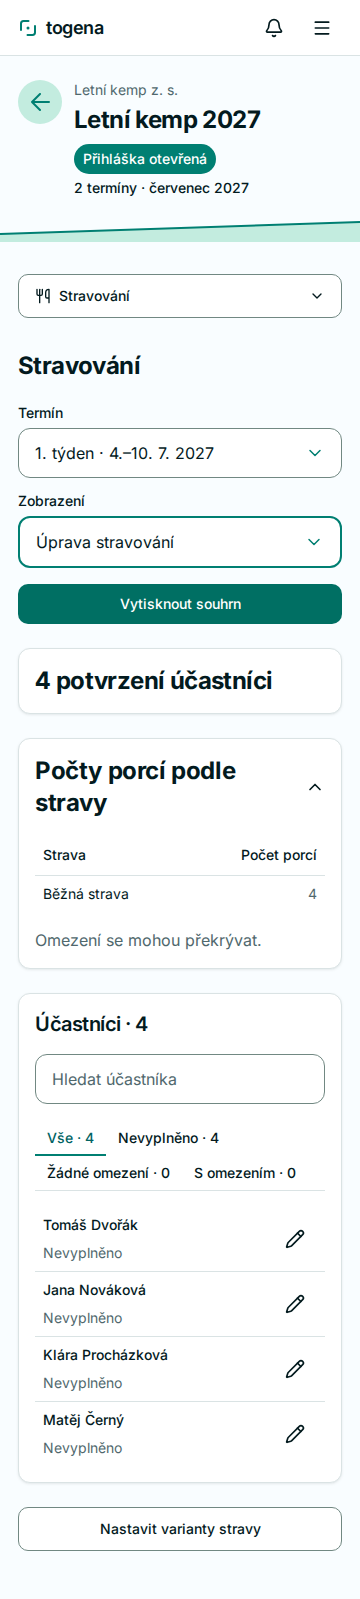 togena
Letní kemp z. s.
Letní kemp 2027
Přihláška otevřená
2 termíny · červenec 2027
Stravování
Stravování
Termín
1. týden · 4.–10. 7. 2027
Zobrazení
Úprava stravování
Vytisknout souhrn
4 potvrzení účastníci
Počty porcí podle
stravy
Strava Počet porcí
Běžná strava 4
Omezení se mohou překrývat.
Účastníci · 4
Hledat účastníka
Vše · 4 Nevyplněno · 4
Žádné omezení · 0 S omezením · 0
Tomáš Dvořák
Nevyplněno
Jana Nováková
Nevyplněno
Klára Procházková
Nevyplněno
Matěj Černý
Nevyplněno
Nastavit varianty stravy